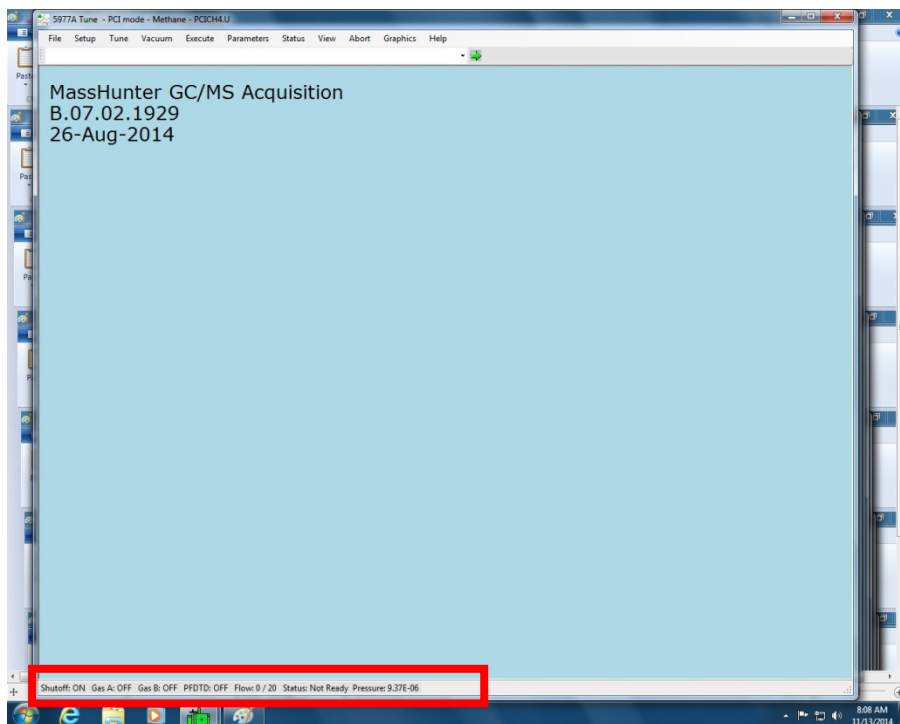 5977A Tune - PCI mode - Methane - PCICH4.U
File Setup Tune Vacuum Execute Parameters Status View Abort Graphics Help
Paste
MassHunter GC/MS Acquisition
B.07.02.1929
26-Aug-2014
Shutoff: ON Gas A: OFF Gas B: OFF PFDTD: OFF Flow: 0 / 20 Status: Not Ready Pressure: 9.37E-06
8:08 AM
11/13/2014